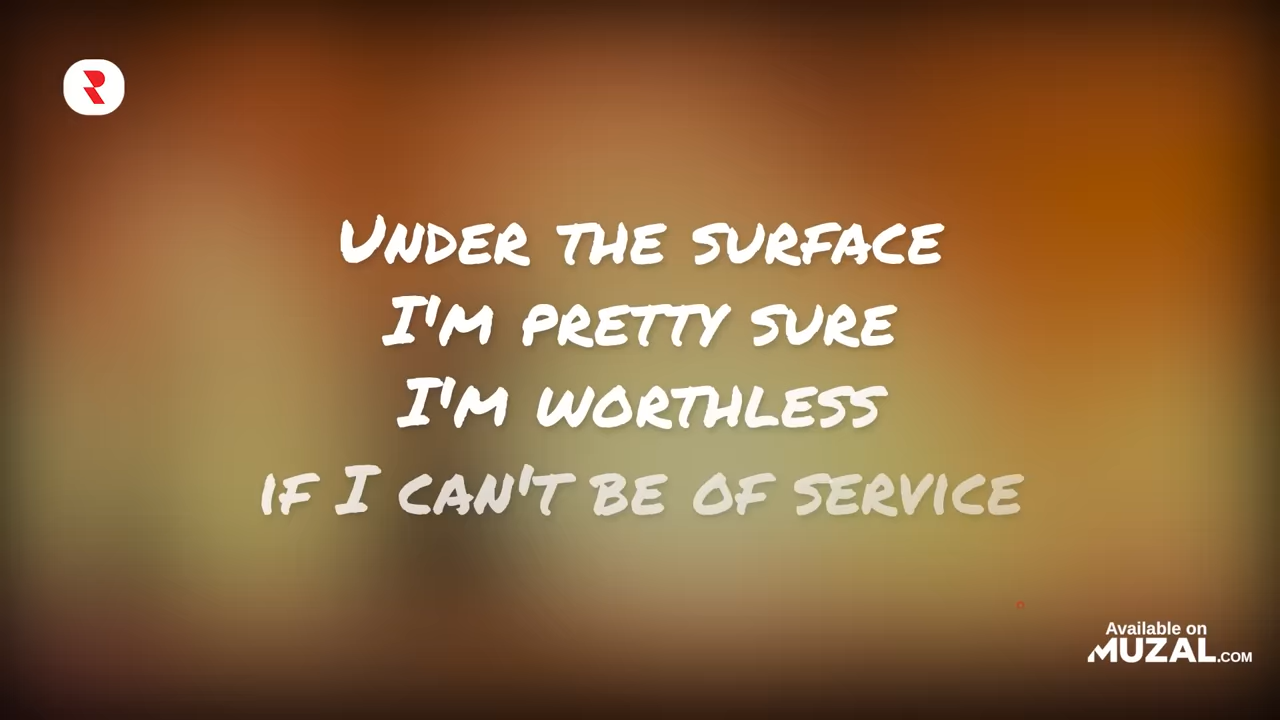 Under the surface
I'm pretty sure
I'm worthless
if I can't be of service
Available on
MUZAL.COM